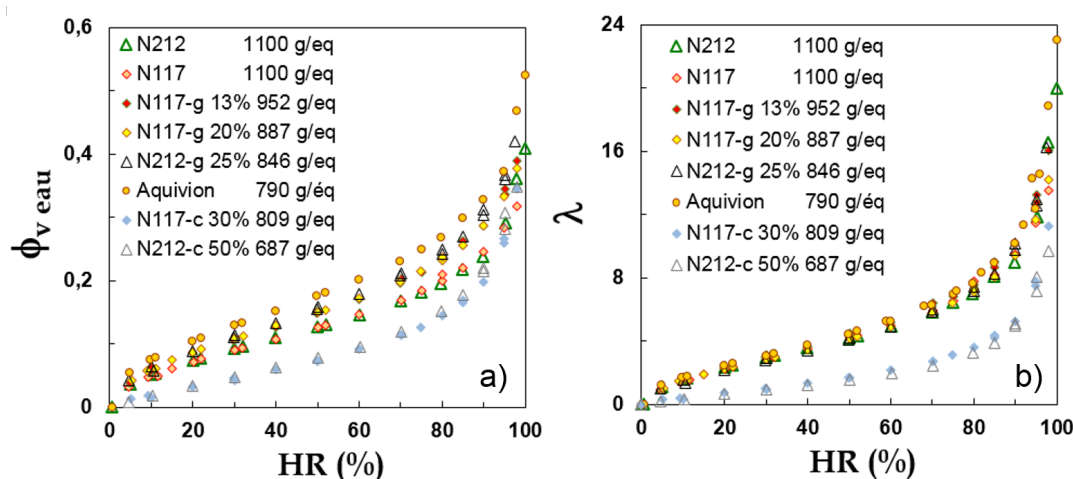 0,6
N212 1100 g/eq
N117 1100 g/eq
N117-g 13% 952 g/eq
N117-g 20% 887 g/eq
N212-g 25% 846 g/eq
Aquivion 790 g/éq
N117-c 30% 809 g/eq
N212-c 50% 687 g/eq
0,4
0,2
0
ϕv eau
a)
0 20 40 60 80 100
HR (%)
24
N212 1100 g/eq
N117 1100 g/eq
N117-g 13% 952 g/eq
N117-g 20% 887 g/eq
N212-g 25% 846 g/eq
Aquivion 790 g/éq
N117-c 30% 809 g/eq
N212-c 50% 687 g/eq
16
8
0
λ
b)
0 20 40 60 80 100
HR (%)